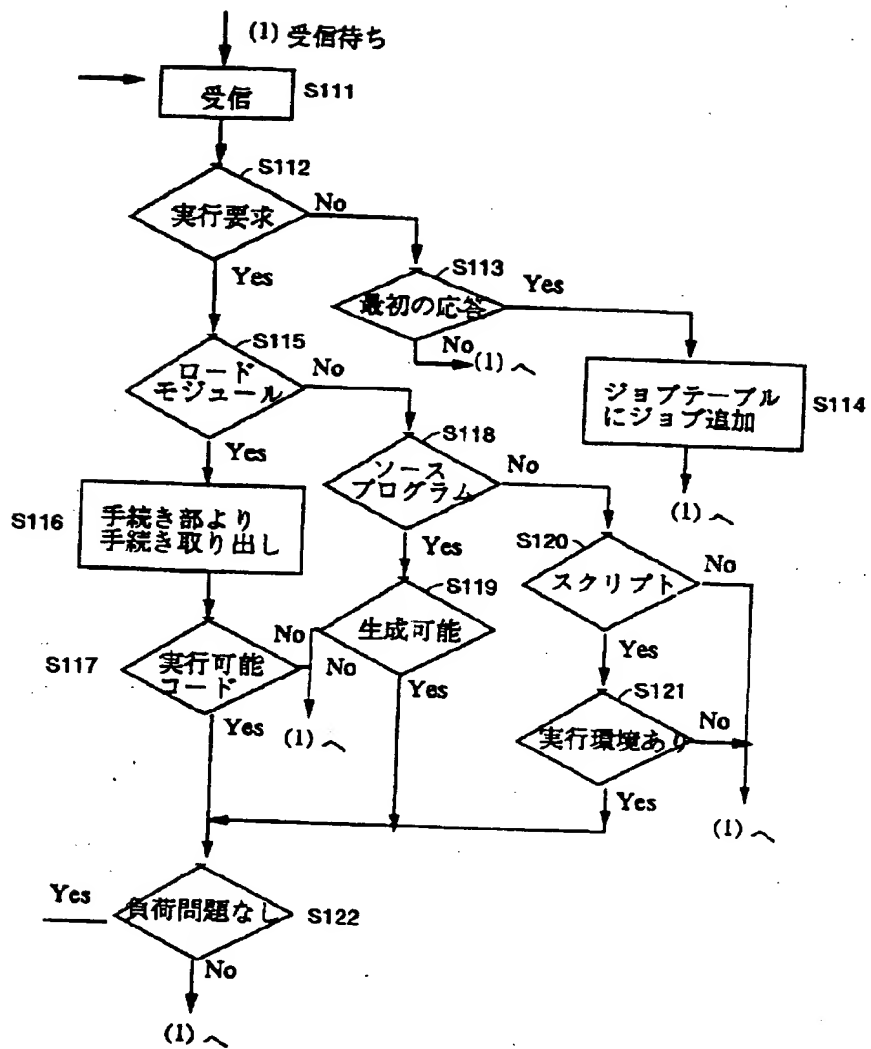 (1) 受信待ち
受信
S111
S112
実行要求
No
Yes
S113
最初の応答
Yes
No
(1)へ
S115
ロード
モジュール
No
Yes
ジョブテーブル
にジョブ追加
S114
(1)へ
S118
ソース
プログラム
No
Yes
S116
手続き部より
手続き取り出し
S120
スクリプト
No
Yes
S119
生成可能
No
Yes
S117
実行可能
コード
No
Yes
(1)へ
S121
実行環境あり
No
Yes
(1)へ
Yes
負荷問題なし
S122
No
(1)へ